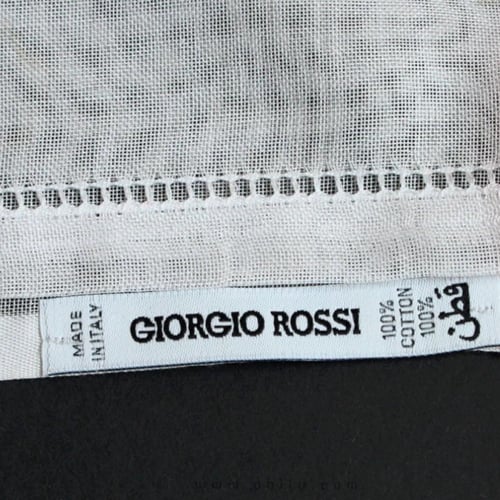 MADE
IN ITALY
GIORGIO ROSSI
100%
COTTON
100%
قطن